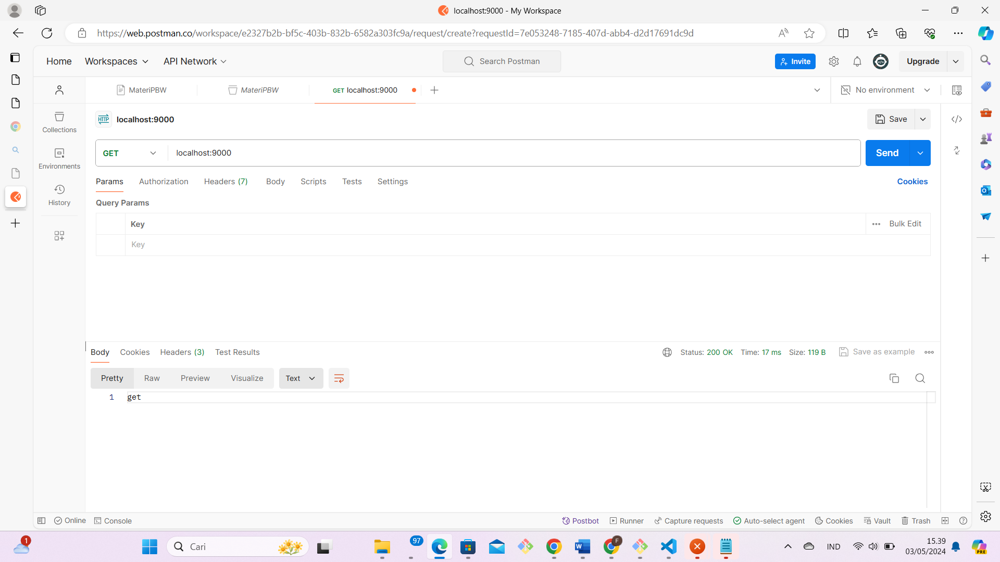 localhost:9000 - My Workspace
https://web.postman.co/workspace/e2327b2b-bf5c-403b-832b-6582a303fc9a/request/create?requestId=7e053248-7185-407d-abb4-d2d17691dc9d
Home Workspaces API Network Search Postman Invite Upgrade
MateriPBW MateriPBW GET localhost:9000 No environment
HTTP localhost:9000 Save
Collections
GET localhost:9000 Send
Environments
Params Authorization Headers (7) Body Scripts Tests Settings Cookies
History
Query Params
Key Bulk Edit
Key
Body Cookies Headers (3) Test Results Status: 200 OK Time: 17 ms Size: 119 B Save as example
Pretty Raw Preview Visualize Text
1 get
Online Console Postbot Runner Capture requests Auto-select agent Cookies Vault Trash
1 Cari 97 F IND 15.39
03/05/2024
PRE